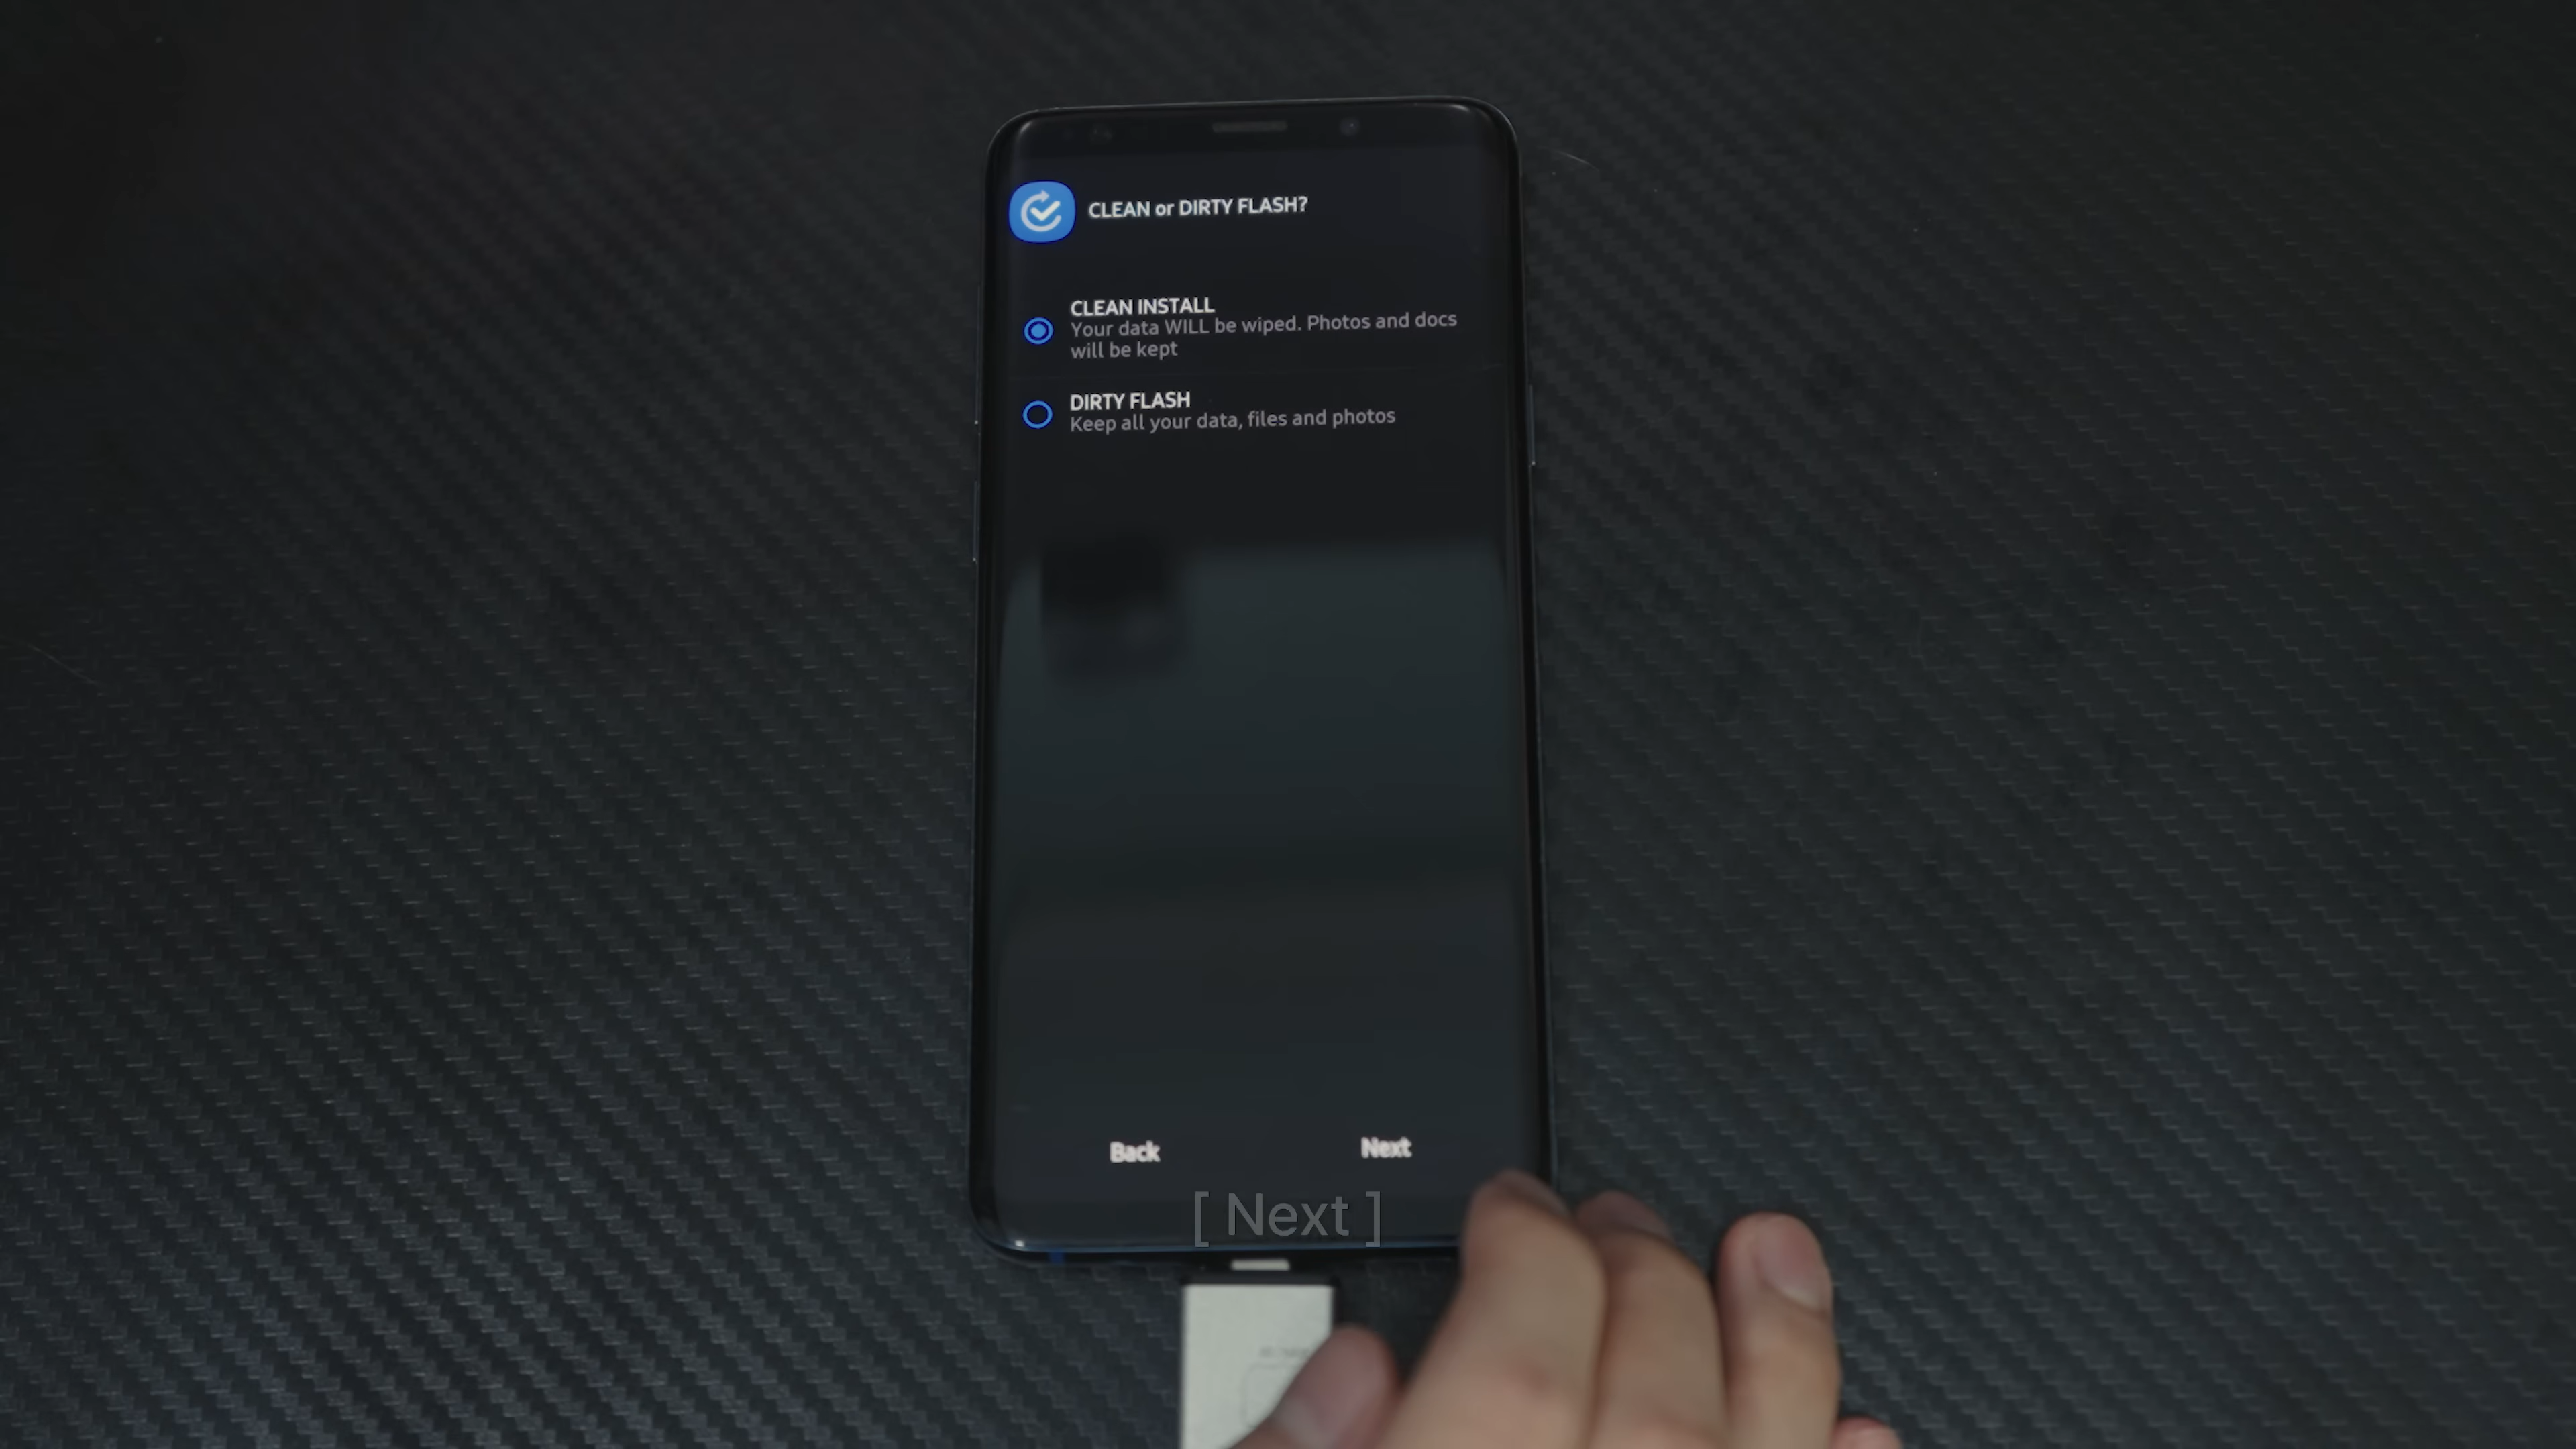 CLEAN or DIRTY FLASH?
CLEAN INSTALL
Your data WILL be wiped. Photos and docs
will be kept
DIRTY FLASH
Keep all your data, files and photos
Back
Next
[ Next ]